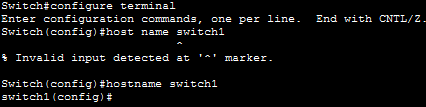 Switch#configure terminal
Enter configuration commands, one per line.  End with CNTL/Z.
Switch(config)#host name switch1
                     ^
% Invalid input detected at '^' marker.
Switch(config)#hostname switch1
switch1(config)#